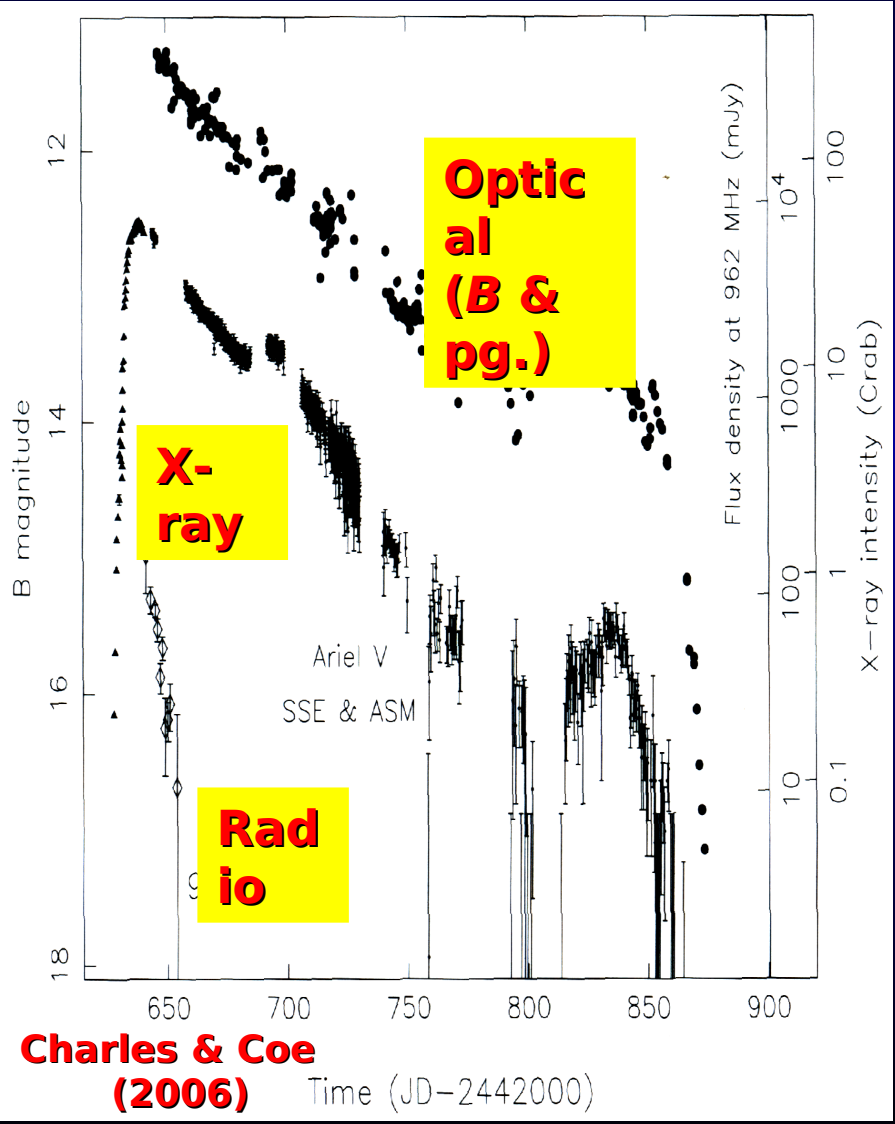 12
14
16
18
B magnitude
Optic
al
(B &
pg.)
X-
ray
Ariel V
SSE & ASM
Rad
io
9
10⁴
1000
100
10
Flux density at 962 MHz (mJy)
100
10
1
0.1
X-ray intensity (Crab)
650
700
750
800
850
900
Charles & Coe
(2006)
Time (JD-2442000)